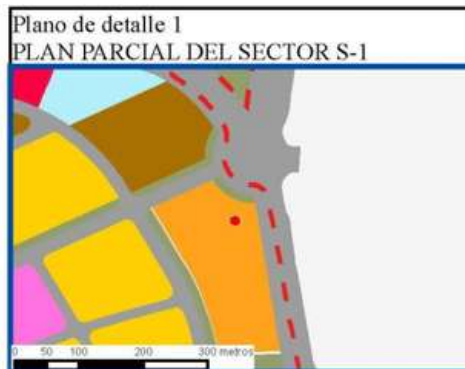 Plano de detalle 1
PLAN PARCIAL DEL SECTOR S-1
0 50 100 200 300 metros